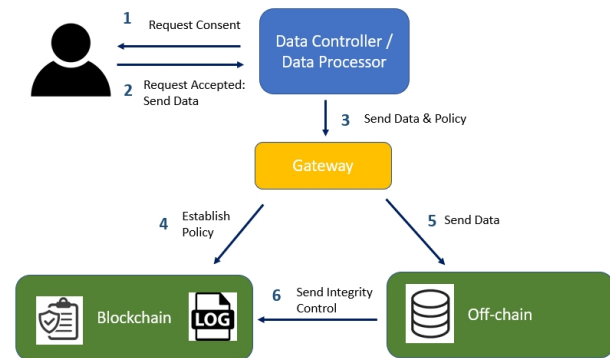 1
Request Consent
2
Request Accepted:
Send Data
Data Controller /
Data Processor
3
Send Data & Policy
Gateway
4
Establish
Policy
5
Send Data
Blockchain
LOG
6
Send Integrity
Control
Off-chain